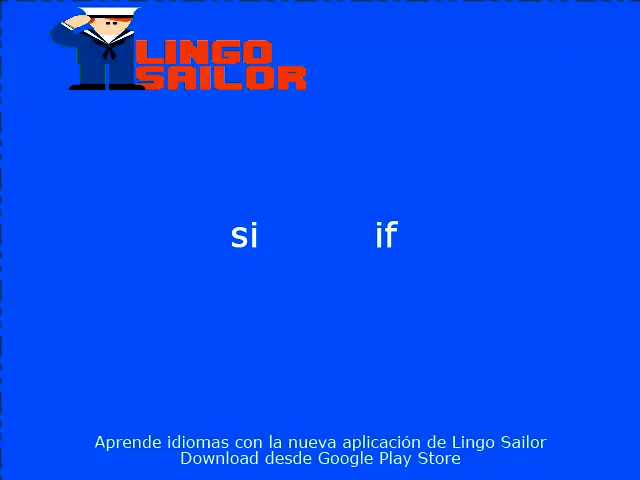 LINGO
SAILOR
si if
Aprende idiomas con la nueva aplicación de Lingo Sailor
Download desde Google Play Store